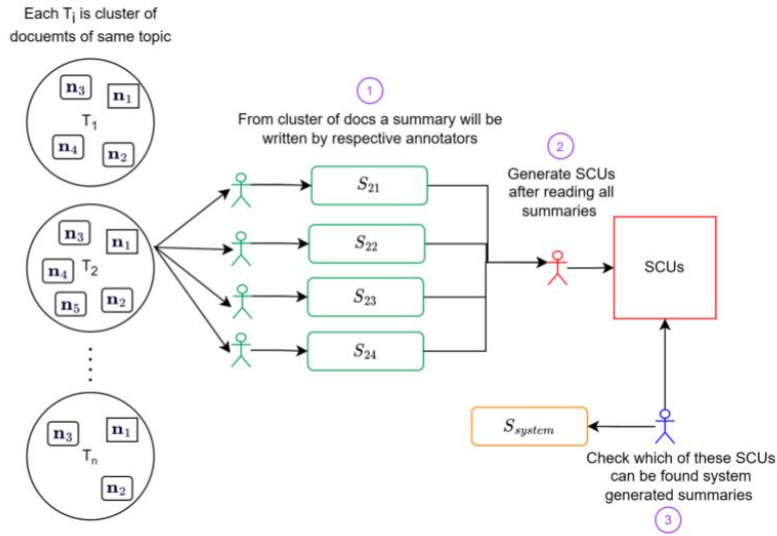 Each Tᵢ is cluster of
docuemts of same topic
n₃
n₁
T₁
n₄
n₂
1
From cluster of docs a summary will be
written by respective annotators
S₂₁
S₂₂
S₂₃
S₂₄
n₃
n₁
n₄
T₂
n₅
n₂
2
Generate SCUs
after reading all
summaries
SCUs
n₃
n₁
Tₙ
n₂
S_system
Check which of these SCUs
can be found system
generated summaries
3